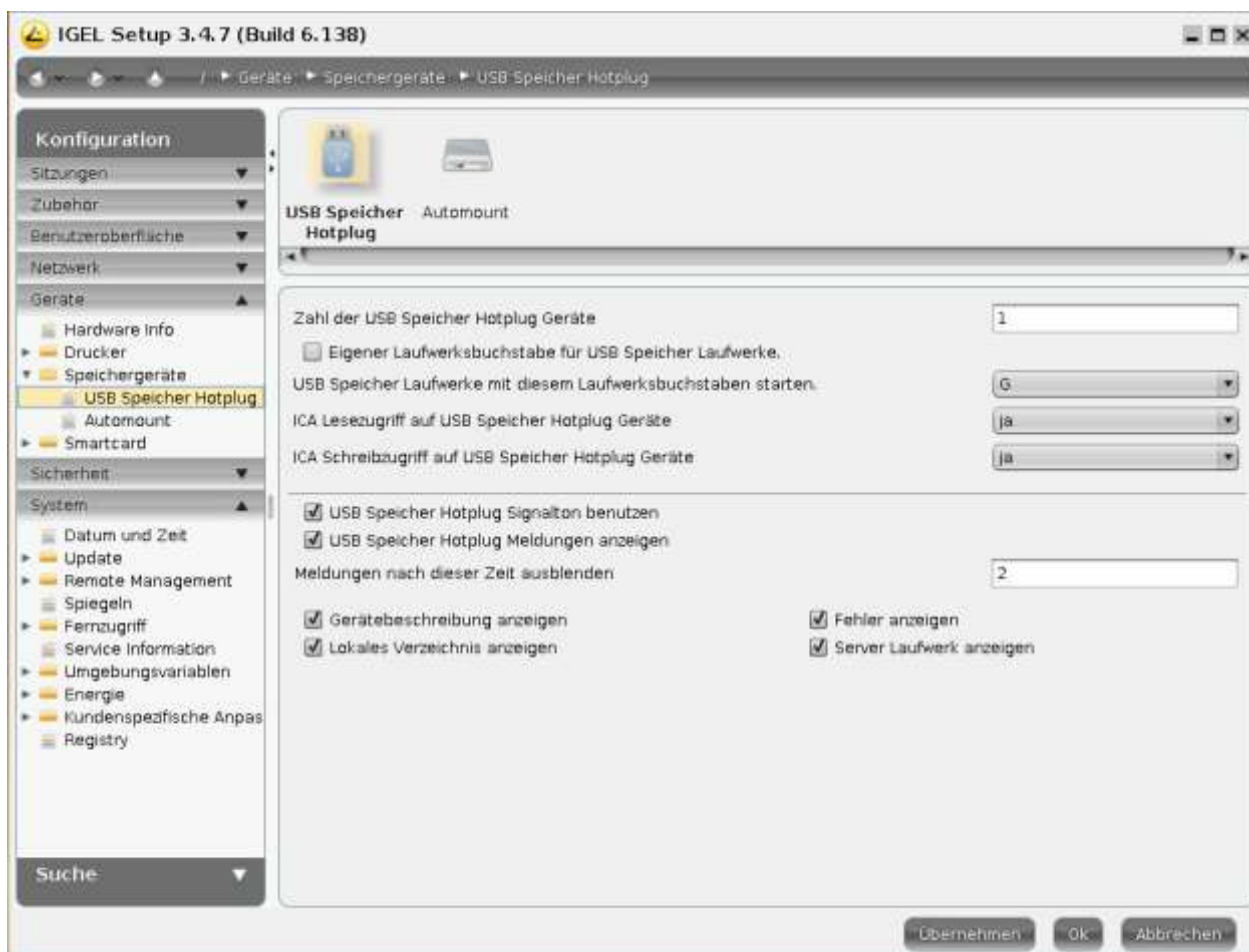 IGEL Setup 3.4.7 (Build 6.138)
/ Geräte Speichergeräte USB Speicher Hotplug
Konfiguration
Sitzungen
Zubehör
Benutzeroberfläche
Netzwerk
Geräte
Hardware Info
Drucker
Speichergeräte
USB Speicher Hotplug
Automount
Smartcard
Sicherheit
System
Datum und Zeit
Update
Remote Management
Spiegeln
Fernzugriff
Service Information
Umgebungsvariablen
Energie
Kundenspezifische Anpas
Registry
Suche
USB Speicher Hotplug
Automount
Zahl der USB Speicher Hotplug Geräte 1
Eigener Laufwerksbuchstabe für USB Speicher Laufwerke.
USB Speicher Laufwerke mit diesem Laufwerksbuchstaben starten. G
ICA Lesezugriff auf USB Speicher Hotplug Geräte ja
ICA Schreibzugriff auf USB Speicher Hotplug Geräte ja
USB Speicher Hotplug Signalton benutzen
USB Speicher Hotplug Meldungen anzeigen
Meldungen nach dieser Zeit ausblenden 2
Gerätebeschreibung anzeigen Fehler anzeigen
Lokales Verzeichnis anzeigen Server Laufwerk anzeigen
Übernehmen Ok Abbrechen